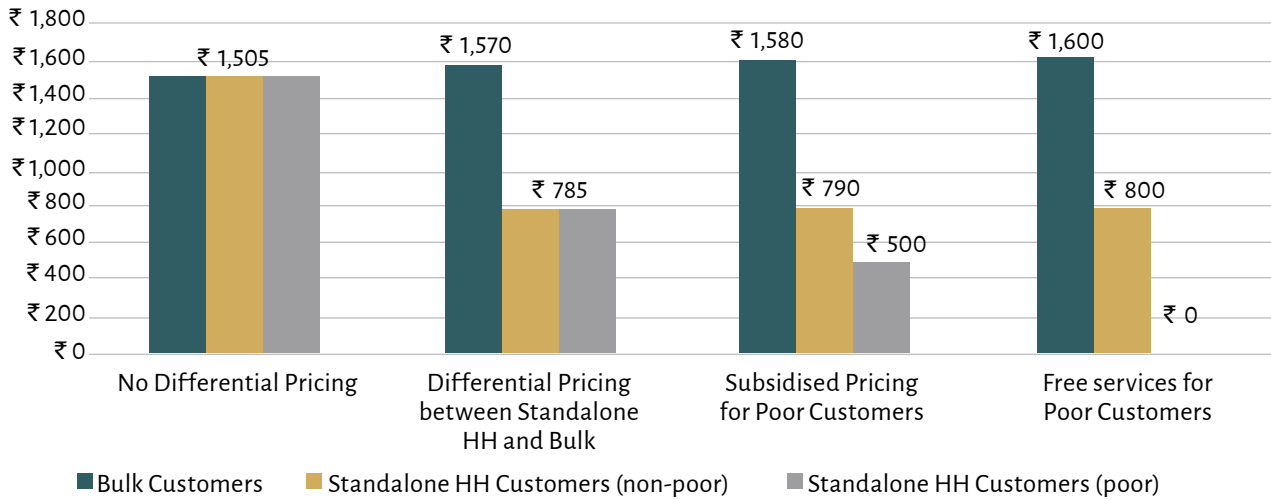 ₹ 1,800
₹ 1,600
₹ 1,400
₹ 1,200
₹ 1,000
₹ 800
₹ 600
₹ 400
₹ 200
₹ 0
₹ 1,505
₹ 1,570
₹ 785
₹ 1,580
₹ 790
₹ 500
₹ 1,600
₹ 800
₹ 0
No Differential Pricing
Differential Pricing
between Standalone
HH and Bulk
Subsidised Pricing
for Poor Customers
Free services for
Poor Customers
Bulk Customers
Standalone HH Customers (non-poor)
Standalone HH Customers (poor)